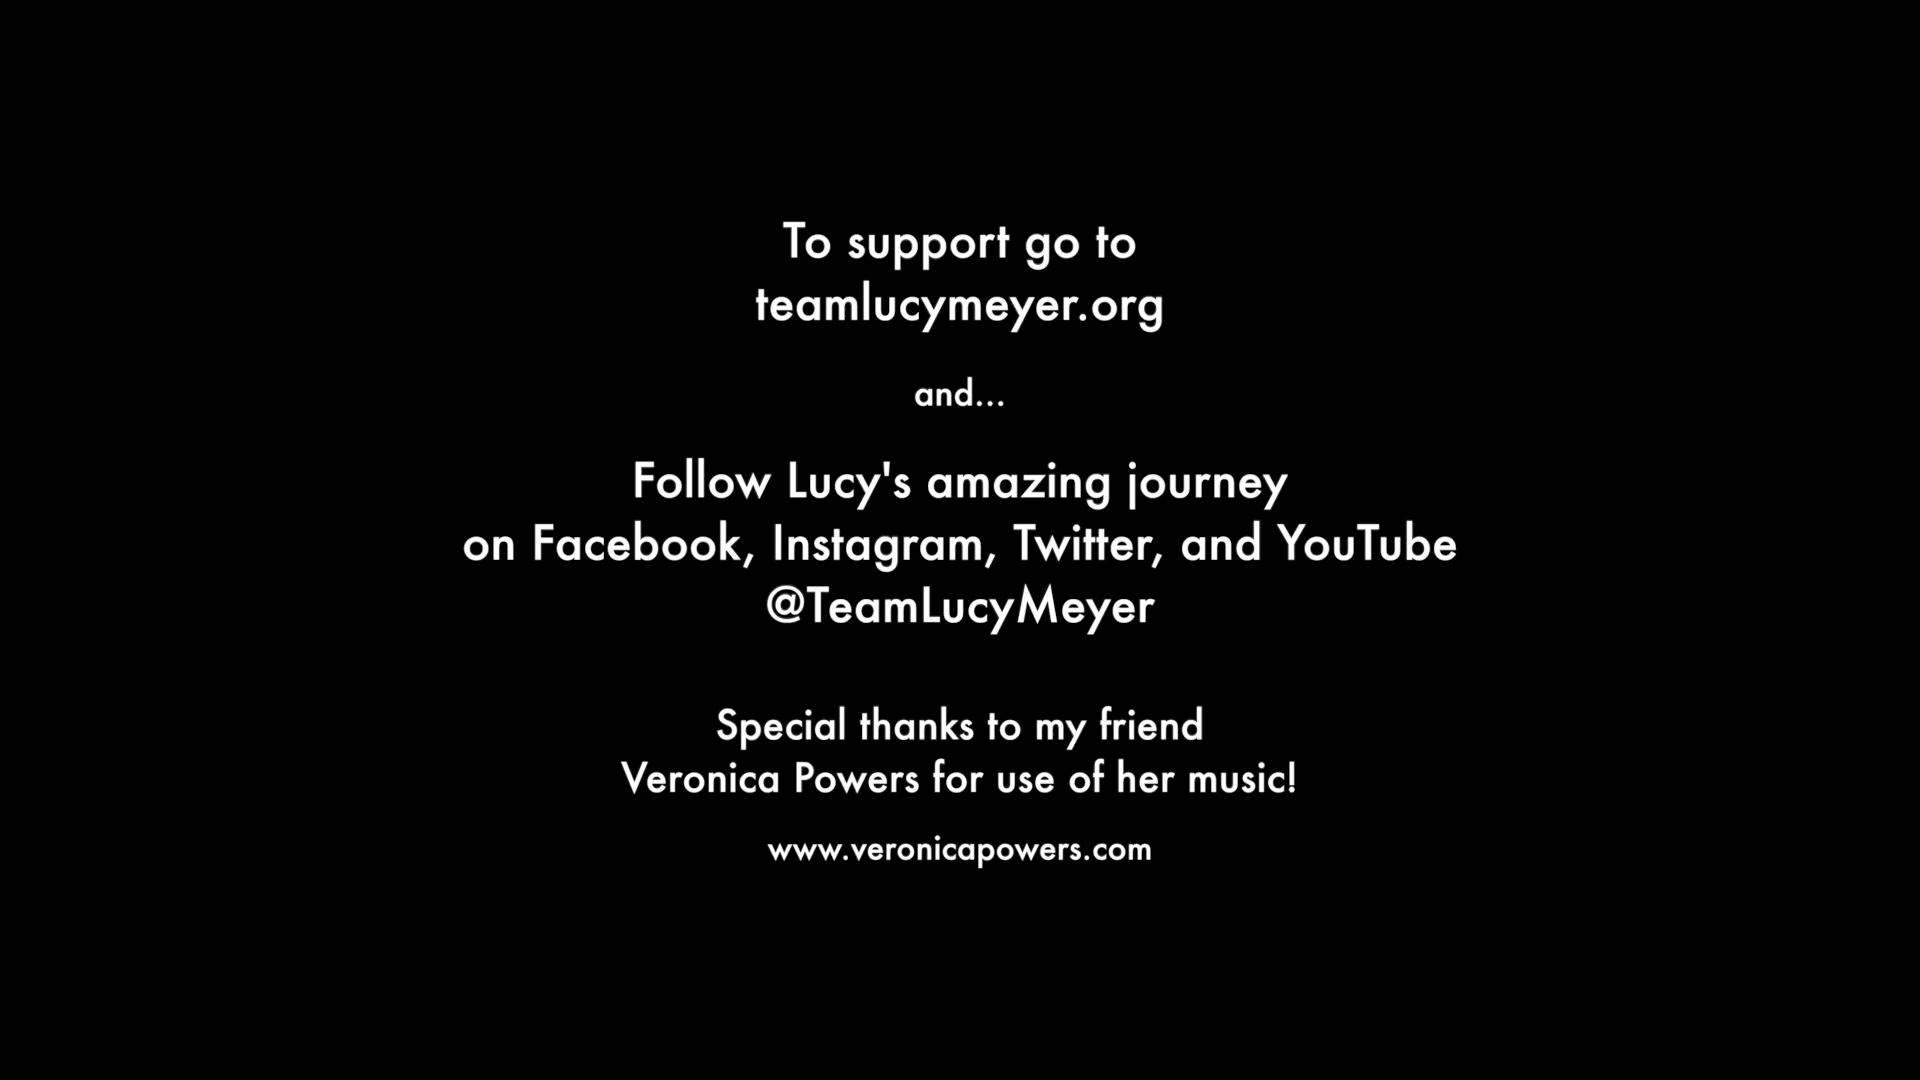 To support go to
teamlucymeyer.org
and...
Follow Lucy's amazing journey
on Facebook, Instagram, Twitter, and YouTube
@TeamLucyMeyer
Special thanks to my friend
Veronica Powers for use of her music!
www.veronicapowers.com